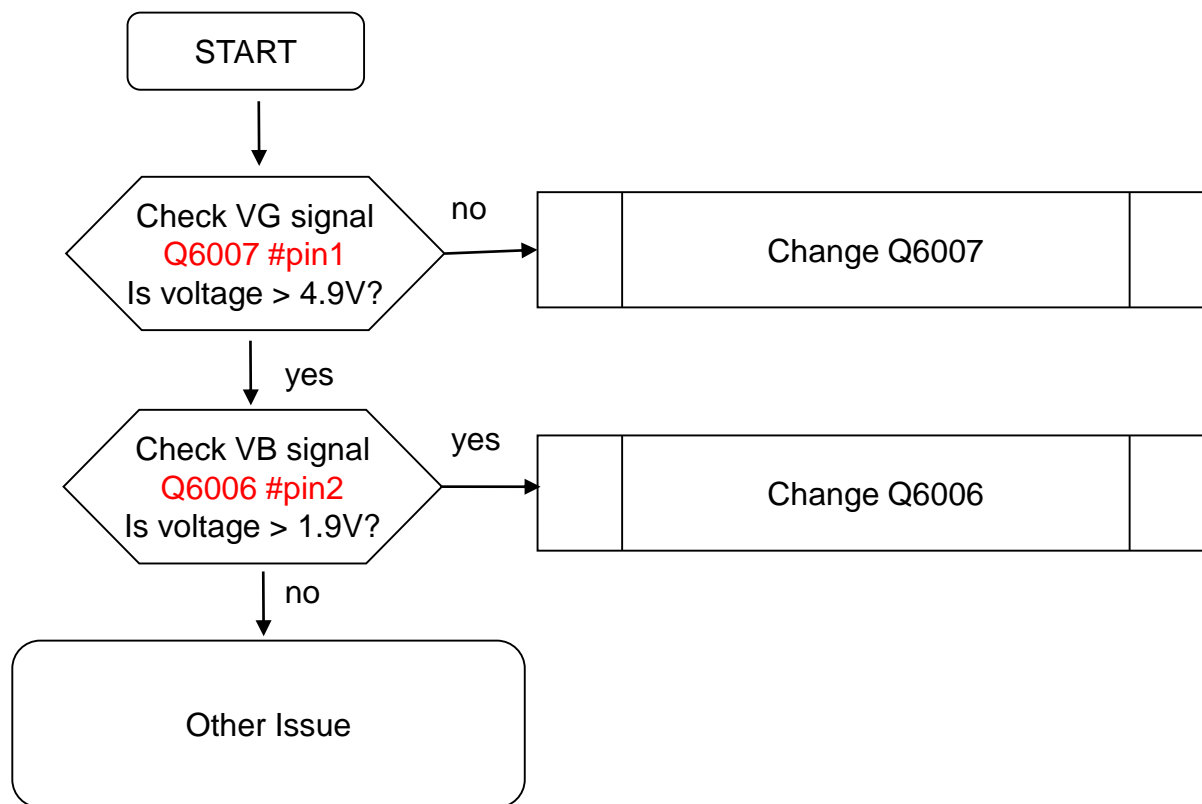 START
Check VG signal
Q6007 #pin1
Is voltage > 4.9V?
no
Change Q6007
yes
Check VB signal
Q6006 #pin2
Is voltage > 1.9V?
yes
Change Q6006
no
Other Issue